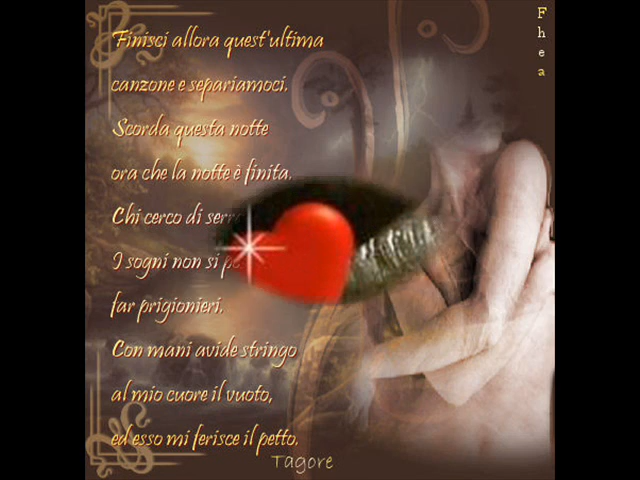 Finisci allora quest'ultima
canzone e separiamoci.
Scorda questa notte
ora che la notte è finita.
Chi cerco di
I sogni non si
far prigionieri.
Con mani avide stringo
al mio cuore il vuoto,
ed esso mi ferisce il petto.
Tagore
Fhea